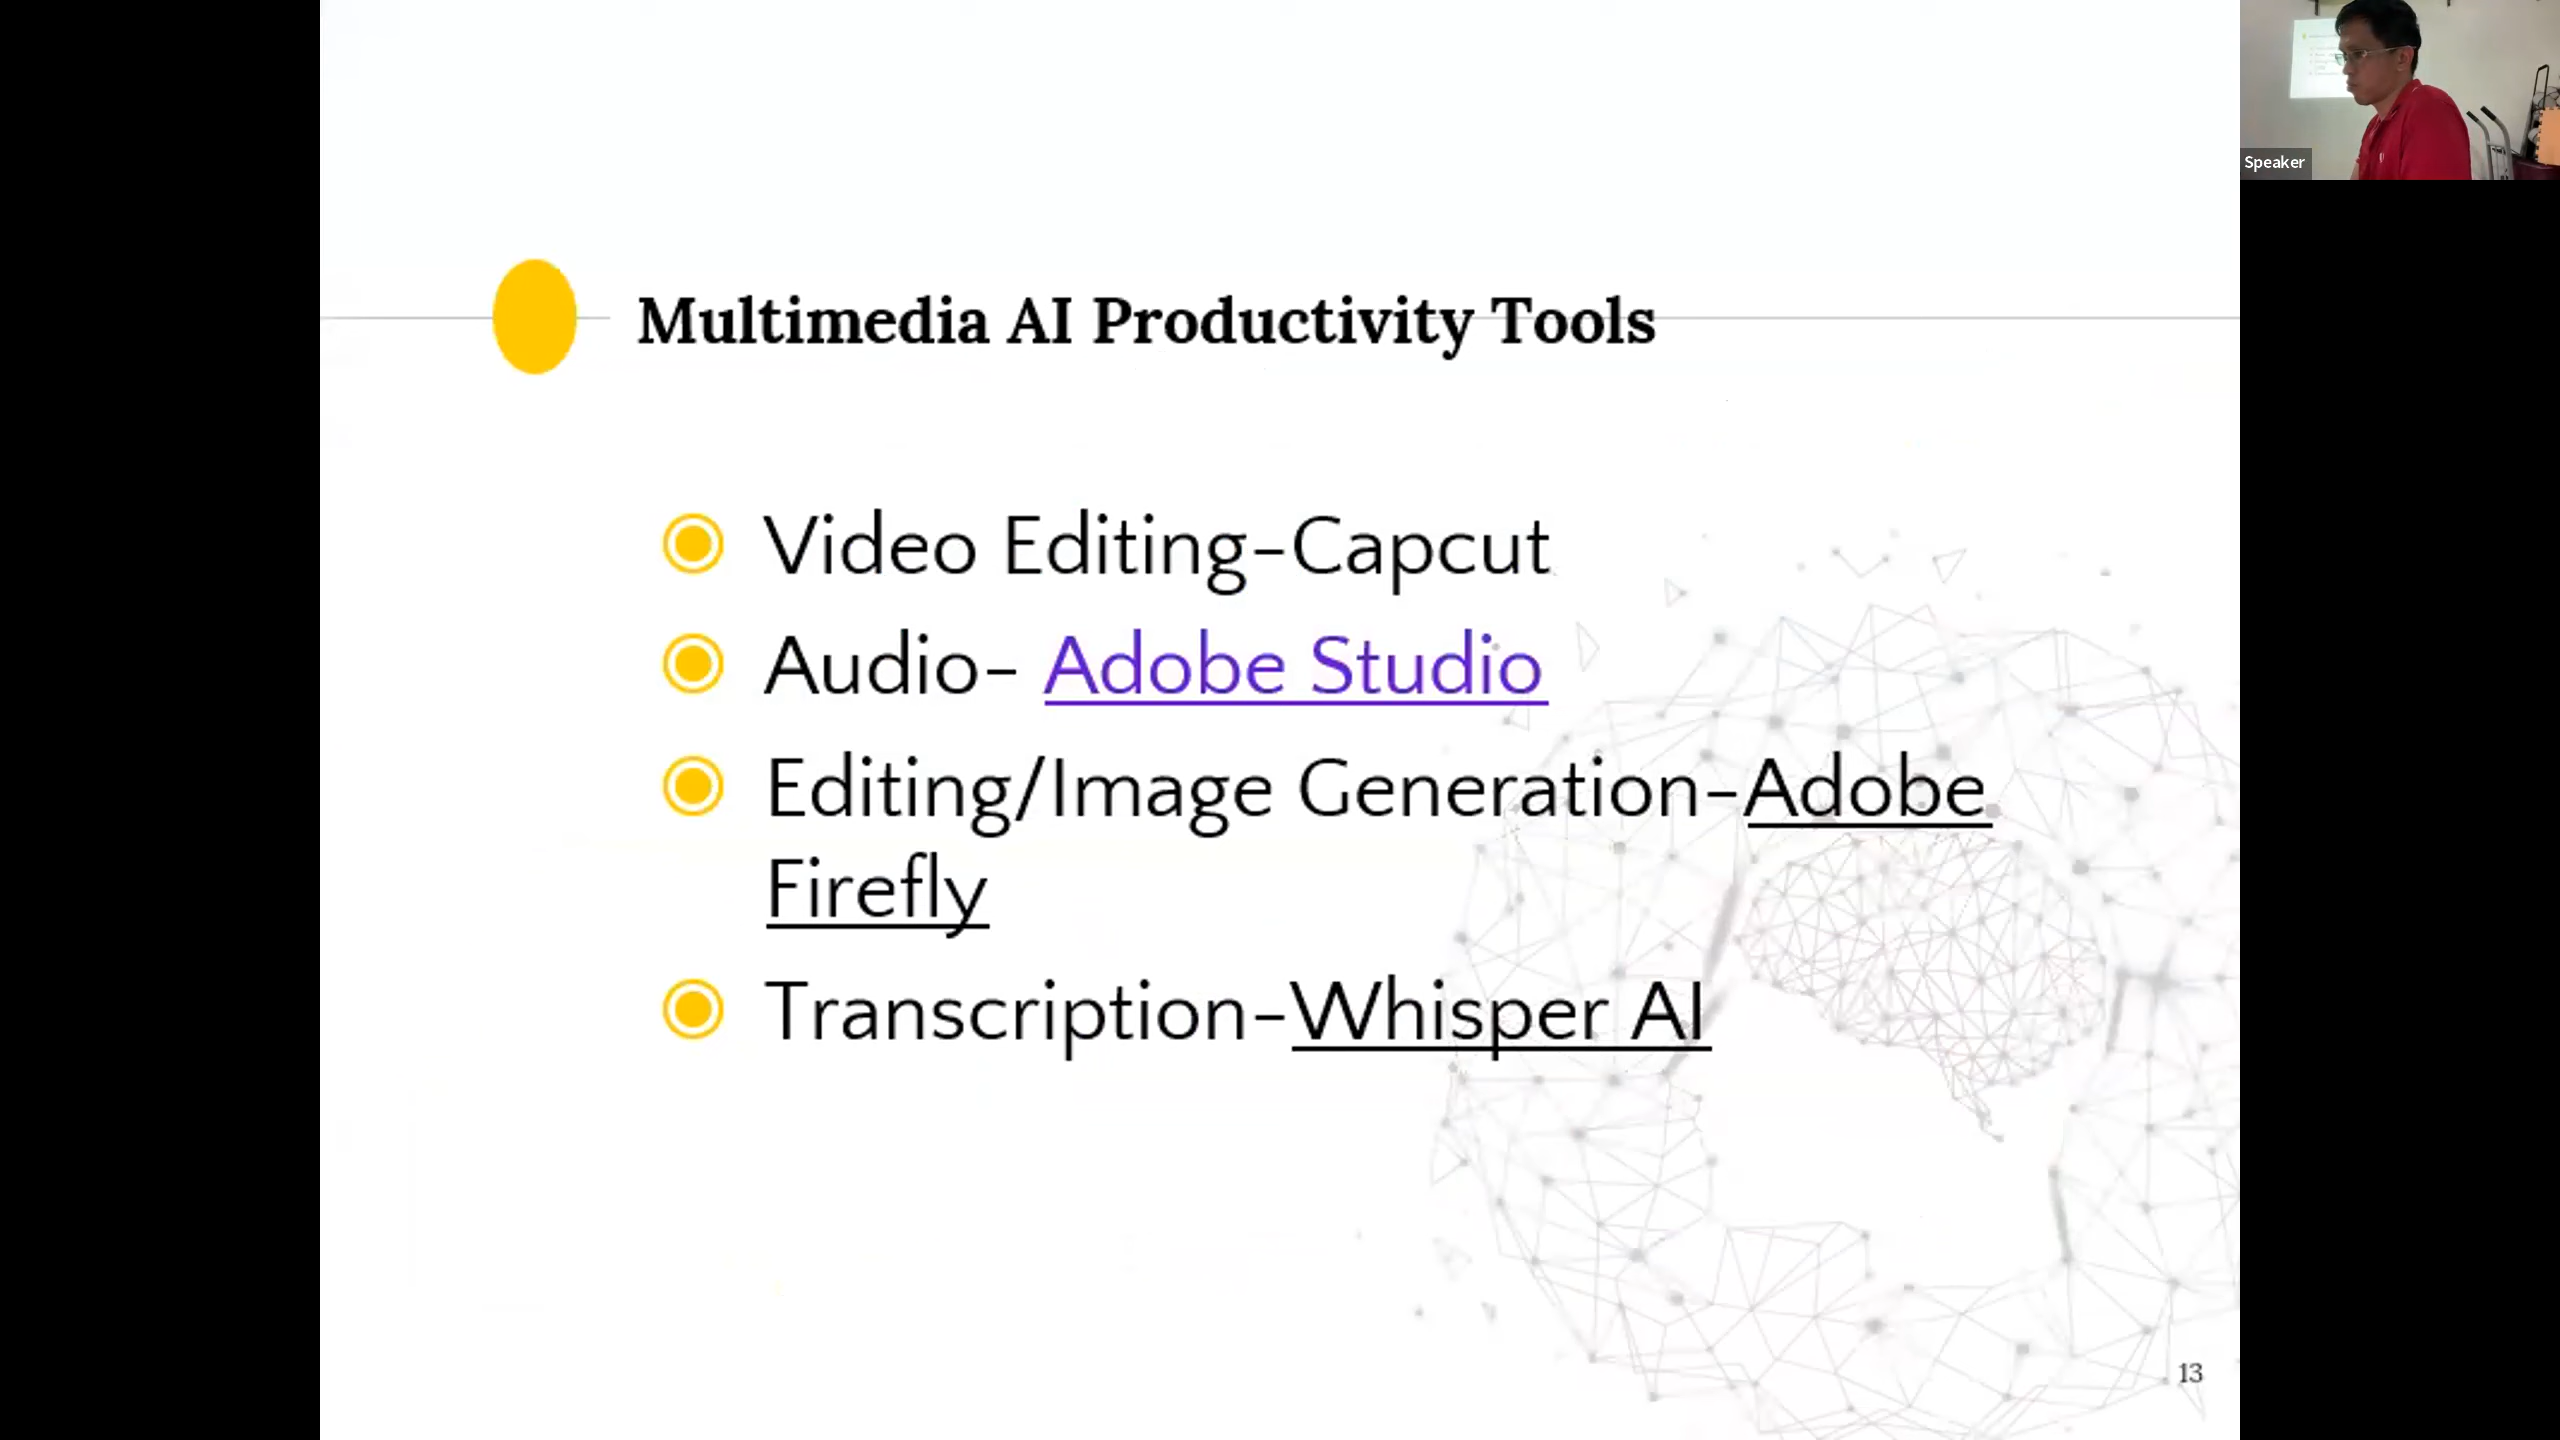 Multimedia AI Productivity Tools
Video Editing-Capcut
Audio- Adobe Studio
Editing/Image Generation-Adobe
Firefly
Transcription-Whisper AI
13
Speaker